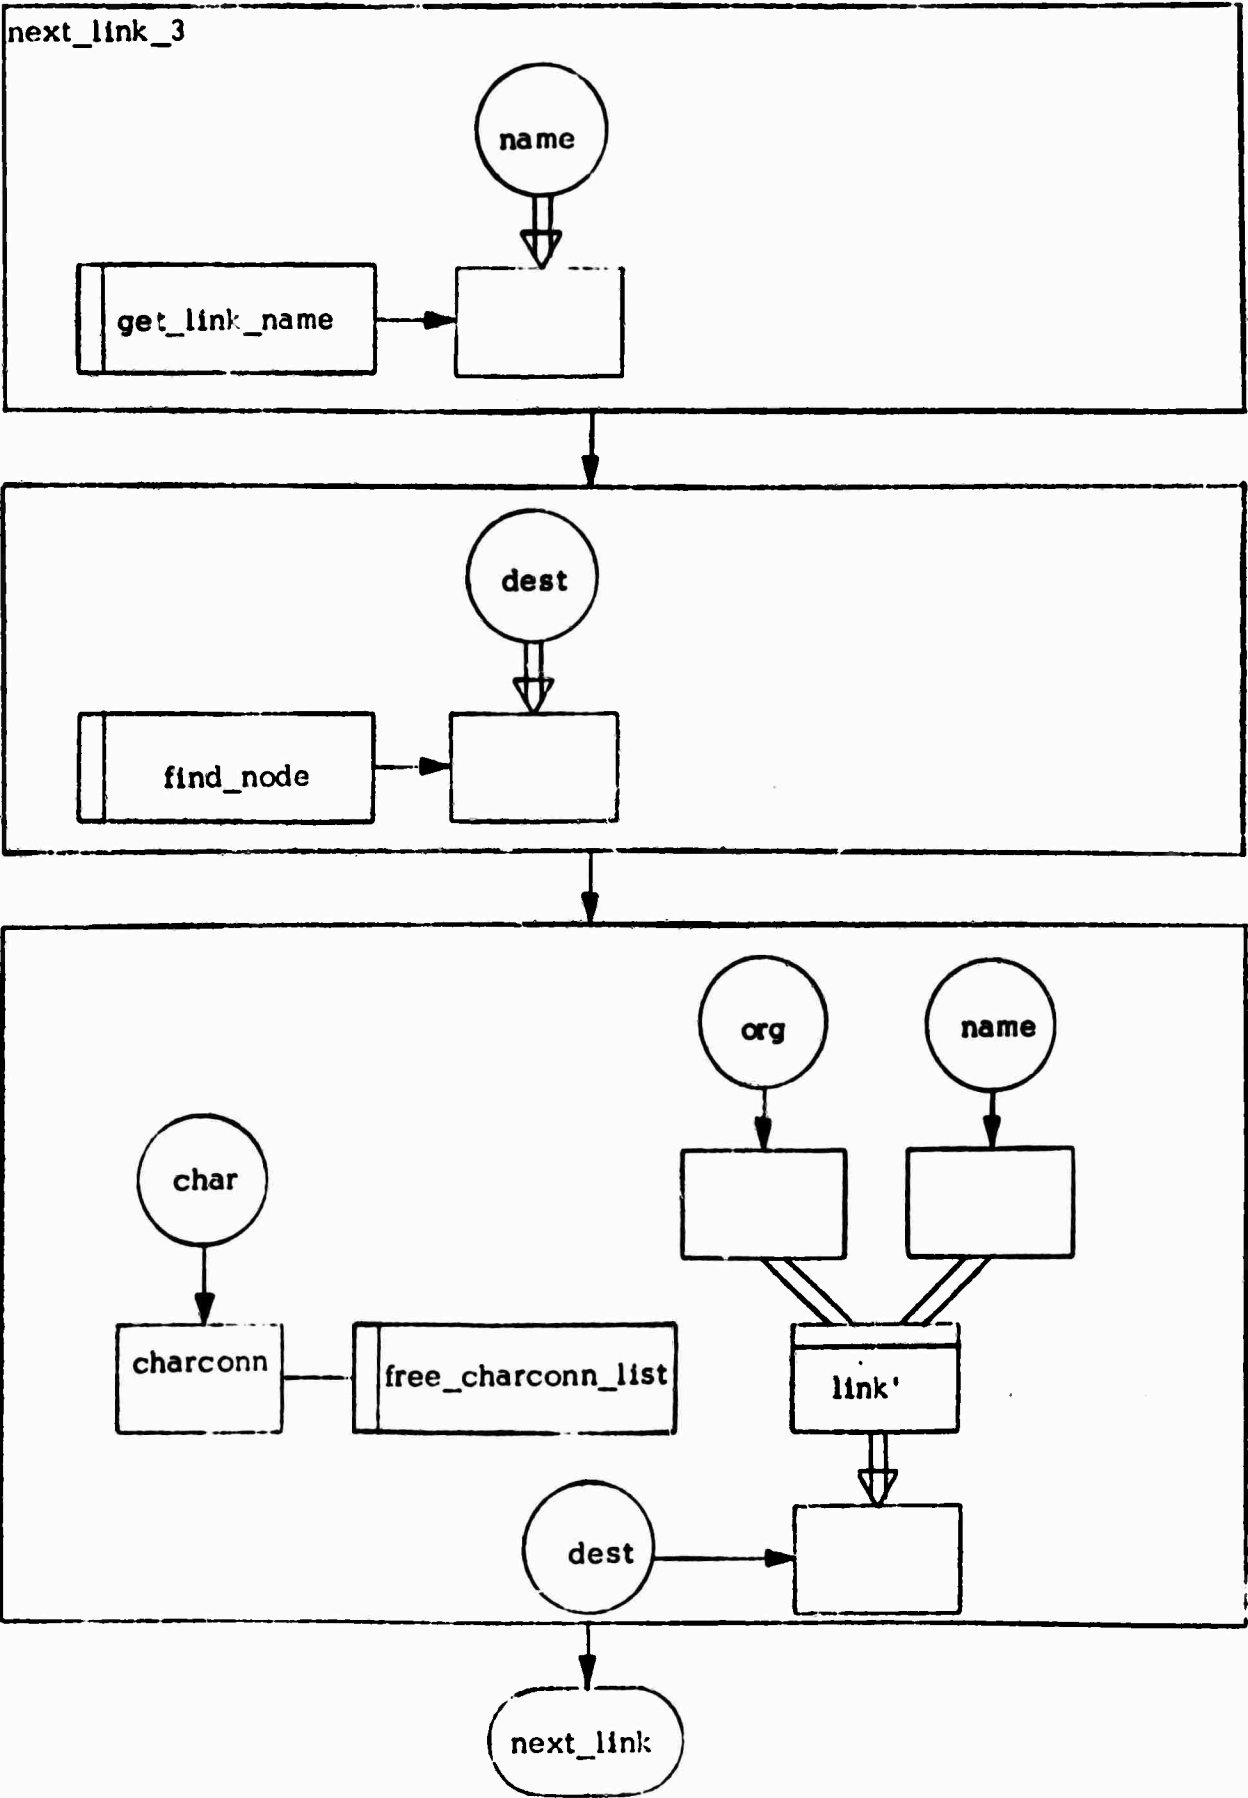 next_link_3
name
get_link_name
dest
find_node
org
name
char
charconn
free_charconn_list
link'
dest
next_link